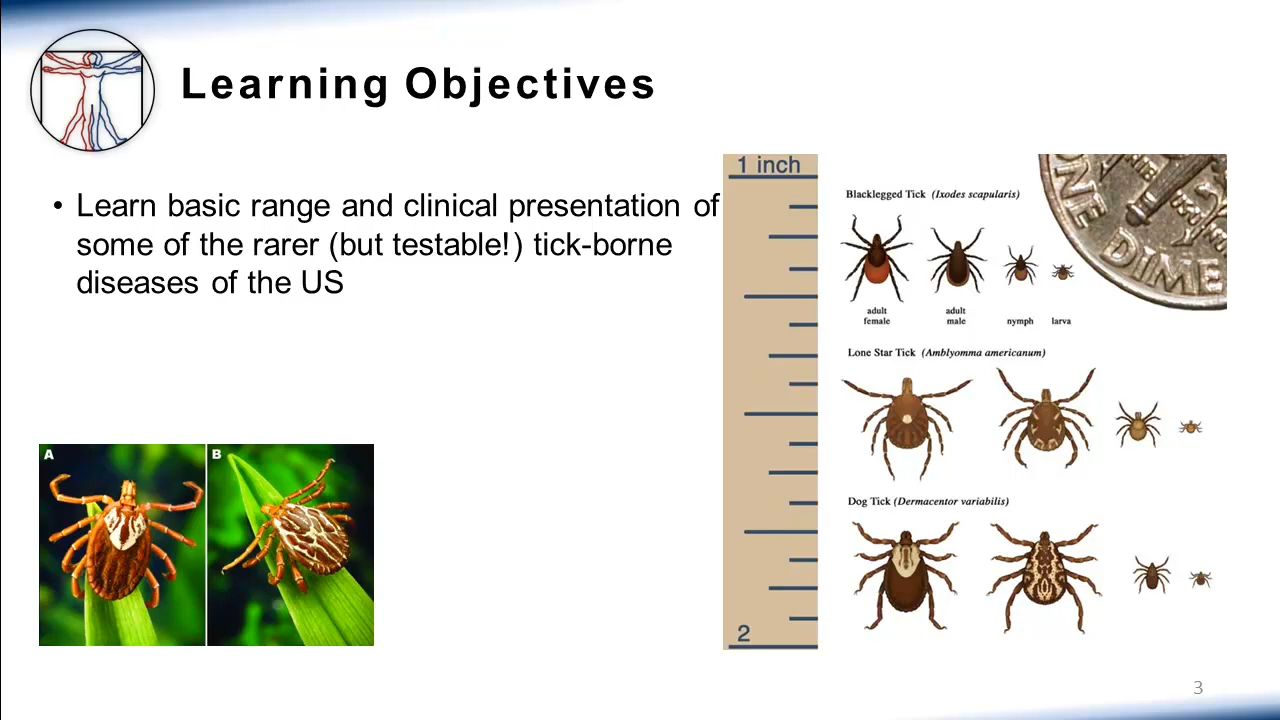 Learning Objectives
• Learn basic range and clinical presentation of
some of the rarer (but testable!) tick-borne
diseases of the US
A
B
1 inch
2
Blacklegged Tick (Ixodes scapularis)
adult
female
adult
male
nymph
larva
ONE DIME
Lone Star Tick (Amblyomma americanum)
Dog Tick (Dermacentor variabilis)
3